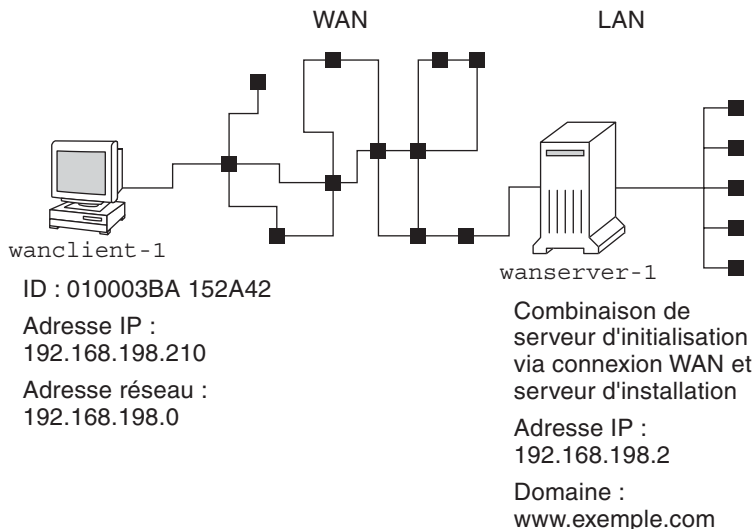 WAN
LAN
wanclient-1
ID : 010003BA 152A42
Adresse IP :
192.168.198.210
Adresse réseau :
192.168.198.0
wanserver-1
Combinaison de
serveur d'initialisation
via connexion WAN et
serveur d'installation
Adresse IP :
192.168.198.2
Domaine :
www.exemple.com